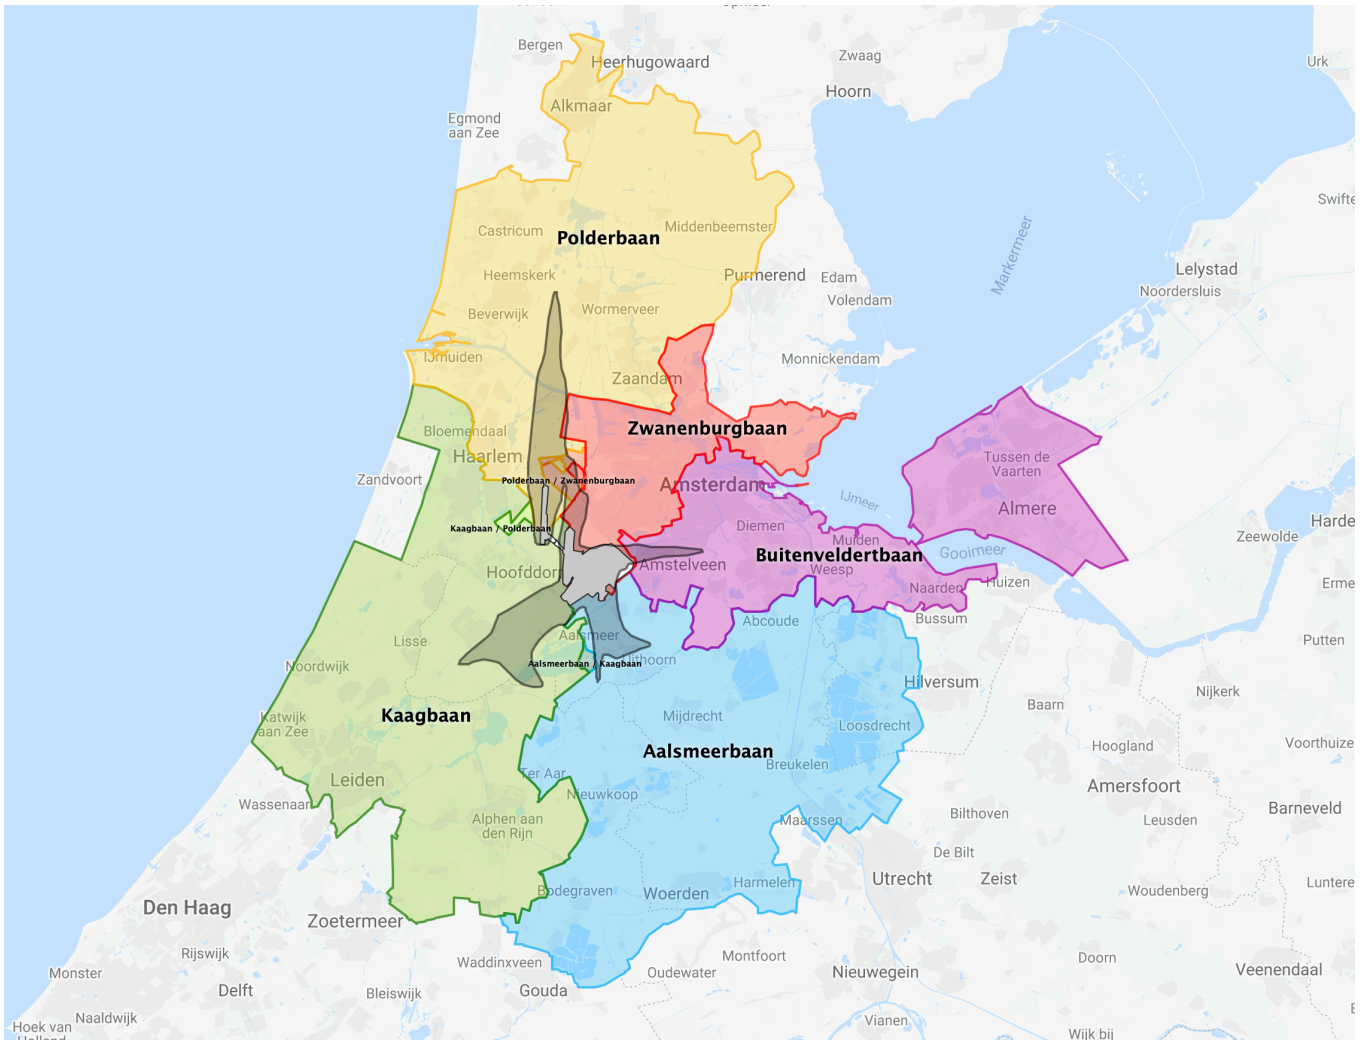 Bergen
Heerhugowaard
Zwaag
Urk
Hoorn
Alkmaar
Egmond
aan Zee
Swifte
Castricum
Middenbeemster
Polderbaan
Markermeer
Heemskerk
Purmerend
Edam
Lelystad
Noordersluis
Volendam
Beverwijk
Wormerveer
IJmuiden
Monnickendam
Zaandam
Zwanenburgbaan
Bloemendaal
Haarlem
Tussen de
Vaarten
Zandvoort
Polderbaan / Zwanenburgbaan
Amsterdam
IJmeer
Almere
Kaagbaan / Polderbaan
Diemen
Harde
Muiden
Zeewolde
Buitenveldertbaan
Gooimeer
Hoofddorp
Amstelveen
Weesp
Naarden
Huizen
Erme
Bussum
Abcoude
Aalsmeer
Lisse
Putten
Noordwijk
Aalsmeerbaan / Kaagbaan
Uithoorn
Hilversum
Nijkerk
Baarn
Kaagbaan
Mijdrecht
Katwijk
aan Zee
Loosdrecht
Aalsmeerbaan
Hoogland
Voorthuize
Breukelen
Ter Aar
Leiden
Amersfoort
Nieuwkoop
Wassenaar
Barneveld
Alphen aan
den Rijn
Maarssen
Bilthoven
Leusden
De Bilt
Utrecht
Zeist
Luntere
Harmelen
Bodegraven
Woerden
Woudenberg
Den Haag
Zoetermeer
Rijswijk
Montfoort
Doorn
Waddinxveen
Monster
Oudewater
Nieuwegein
Veenendaal
Delft
Bleiswijk
Gouda
Naaldwijk
Hoek van
Holland
Vianen
Wijk bij